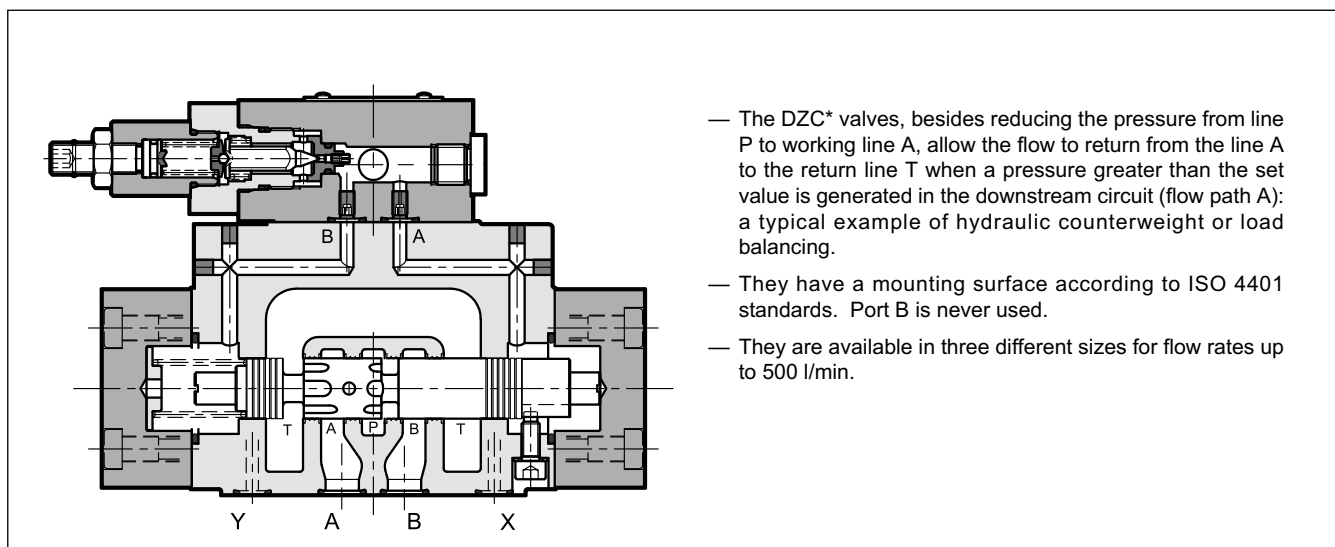 — The DZC* valves, besides reducing the pressure from line
P to working line A, allow the flow to return from the line A
to the return line T when a pressure greater than the set
value is generated in the downstream circuit (flow path A):
a typical example of hydraulic counterweight or load
balancing.
— They have a mounting surface according to ISO 4401
standards. Port B is never used.
— They are available in three different sizes for flow rates up
to 500 l/min.
B A
T A P B T
Y A B X